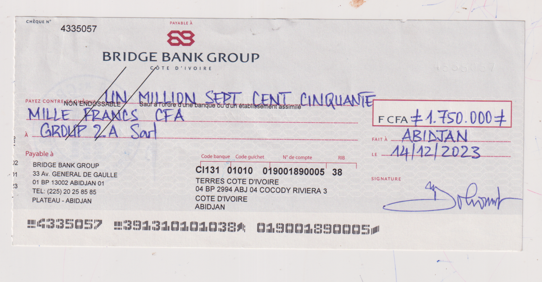 CHÈQUE N° 4335057
PAYABLE À
BRIDGE BANK GROUP
CÔTE D'IVOIRE
UN MILLION SEPT CENT CINQUANTE
PAYEZ CONTRE CE CHÈQUE NON ENDOSSABLE Sauf à l'ordre d'une banque ou d'un établissement assimilé
MILLE FRANCS CFA
F CFA ≠ 1.750.000 ≠
À GROUP 2A Sarl
FAIT À ABIDJAN
LE 14/12/2023
Payable à
BRIDGE BANK GROUP
33 Av. GENERAL DE GAULLE
01 BP 13002 ABIDJAN 01
TEL: (225) 20 25 85 85
PLATEAU - ABIDJAN
Code banque Code guichet N° de compte RIB
CI131 01010 019001890005 38
TERRES COTE D'IVOIRE
04 BP 2994 ABJ 04 COCODY RIVIERA 3
COTE D'IVOIRE
ABIDJAN
SIGNATURE
4335057 391310101038 019001890005